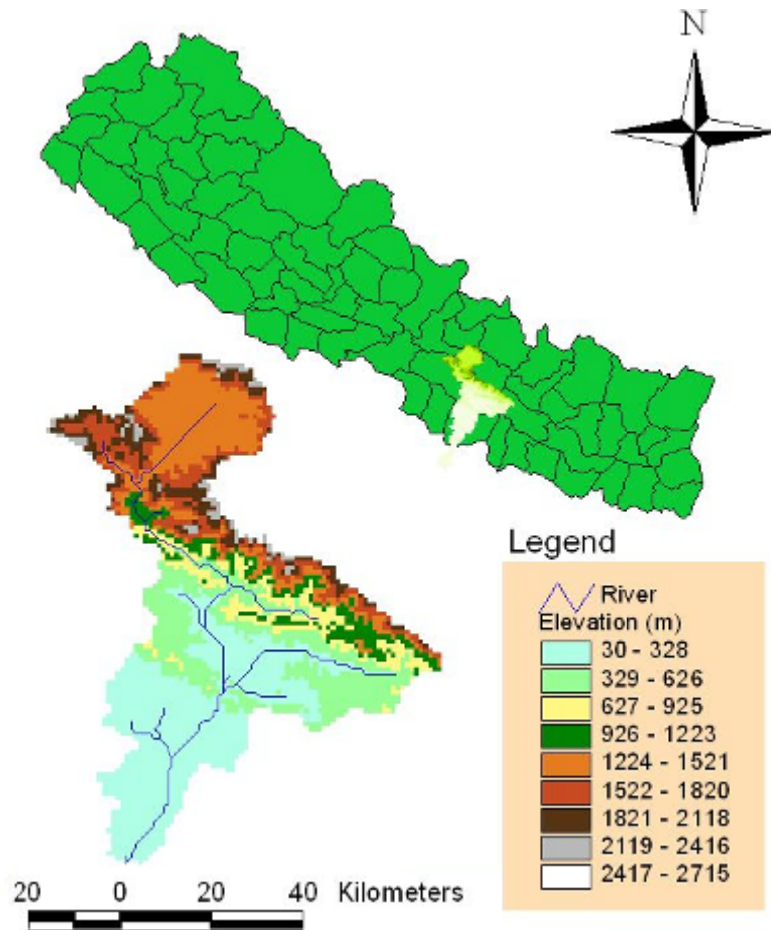 N
Legend
River
Elevation (m)
30 - 328
329 - 626
627 - 925
926 - 1223
1224 - 1521
1522 - 1820
1821 - 2118
2119 - 2416
2417 - 2715
20 0 20 40 Kilometers